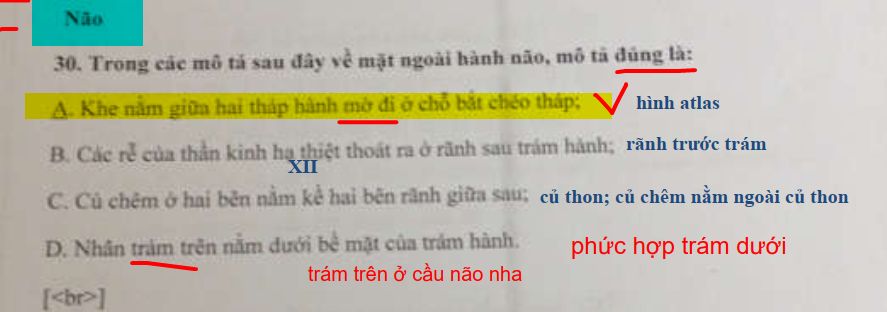 Não
30. Trong các mô tả sau đây về mặt ngoài hành não, mô tả đúng là:
A. Khe nằm giữa hai tháp hành mờ đi ở chỗ bắt chéo tháp; hình atlas
B. Các rễ của thần kinh hạ thiệt thoát ra ở rãnh sau trám hành; rãnh trước trám
XII
C. Củ chêm ở hai bên nằm kề hai bên rãnh giữa sau; củ thon; củ chêm nằm ngoài củ thon
D. Nhân trám trên nằm dưới bề mặt của trám hành. phức hợp trám dưới
trám trên ở cầu não nha
[<br>]